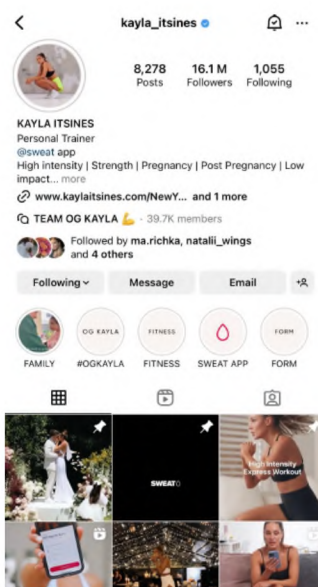 kayla_itsines
8,278 16.1 M 1,055
Posts Followers Following
KAYLA ITSINES
Personal Trainer
@sweat app
High intensity | Strength | Pregnancy | Post Pregnancy | Low
impact... more
www.kaylaitsines.com/NewY... and 1 more
TEAM OG KAYLA 💪 · 39.7K members
Followed by ma.richka, natalii_wings
and 4 others
Following Message Email
OG KAYLA FITNESS FORM
FAMILY #OGKAYLA FITNESS SWEAT APP FORM
SWEAT
High Intensity
Express Workout